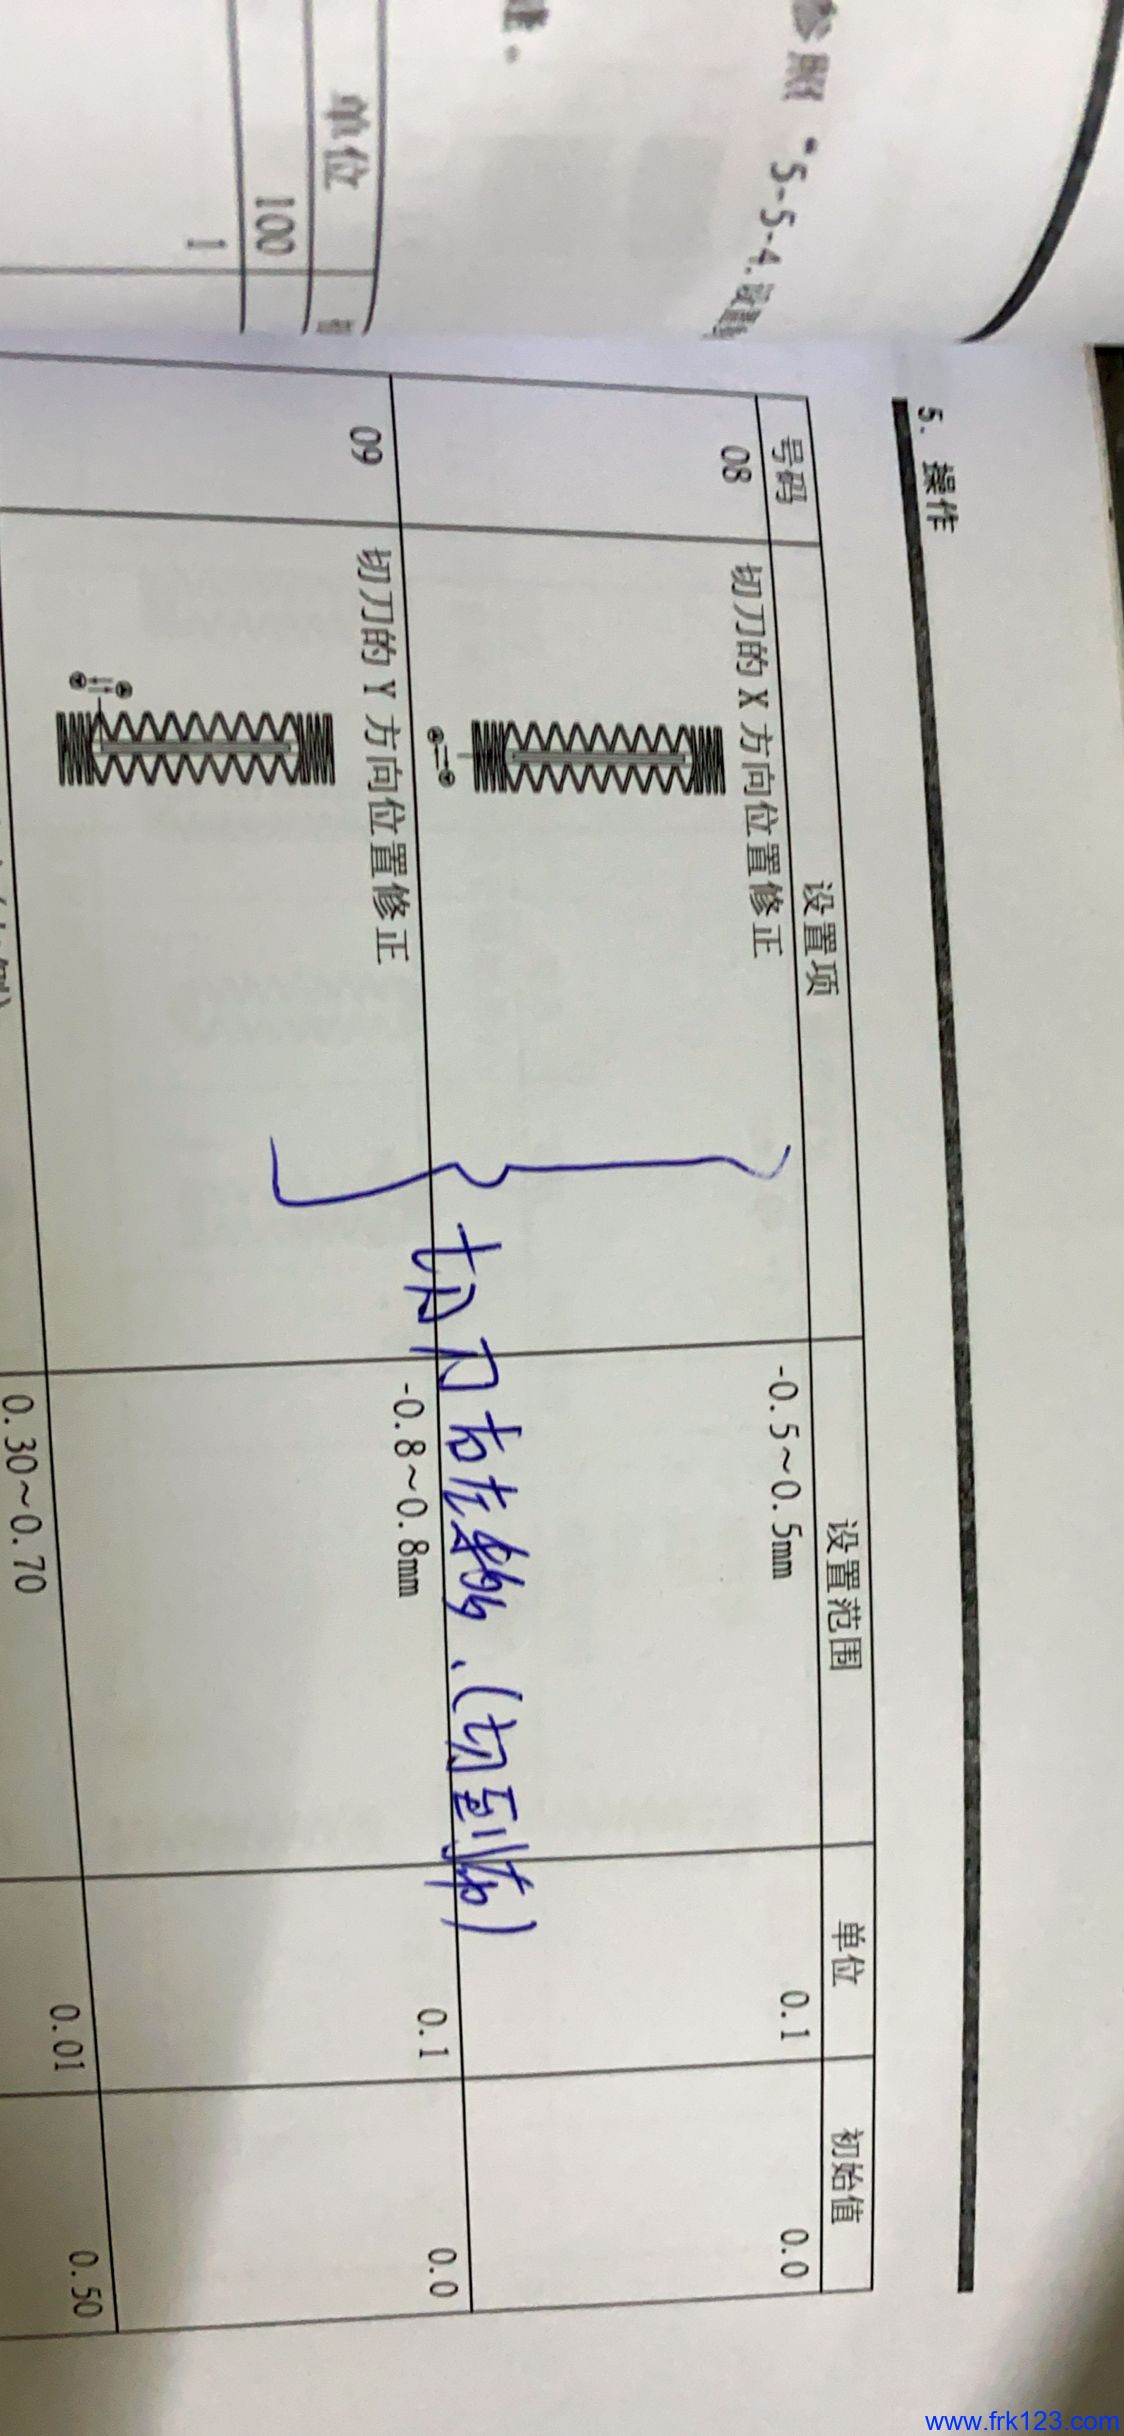 参照 "5-5-4.
单位
100
1
5. 操作
号码 设置项 设置范围 单位 初始值
08 切刀的 X 方向位置修正 -0.5～0.5mm 0.1 0.0
09 切刀的 Y 方向位置修正 -0.8～0.8mm 0.1 0.0
切刀右左移.(切到布)
0.30～0.70 0.01 0.50
www.frk123.com